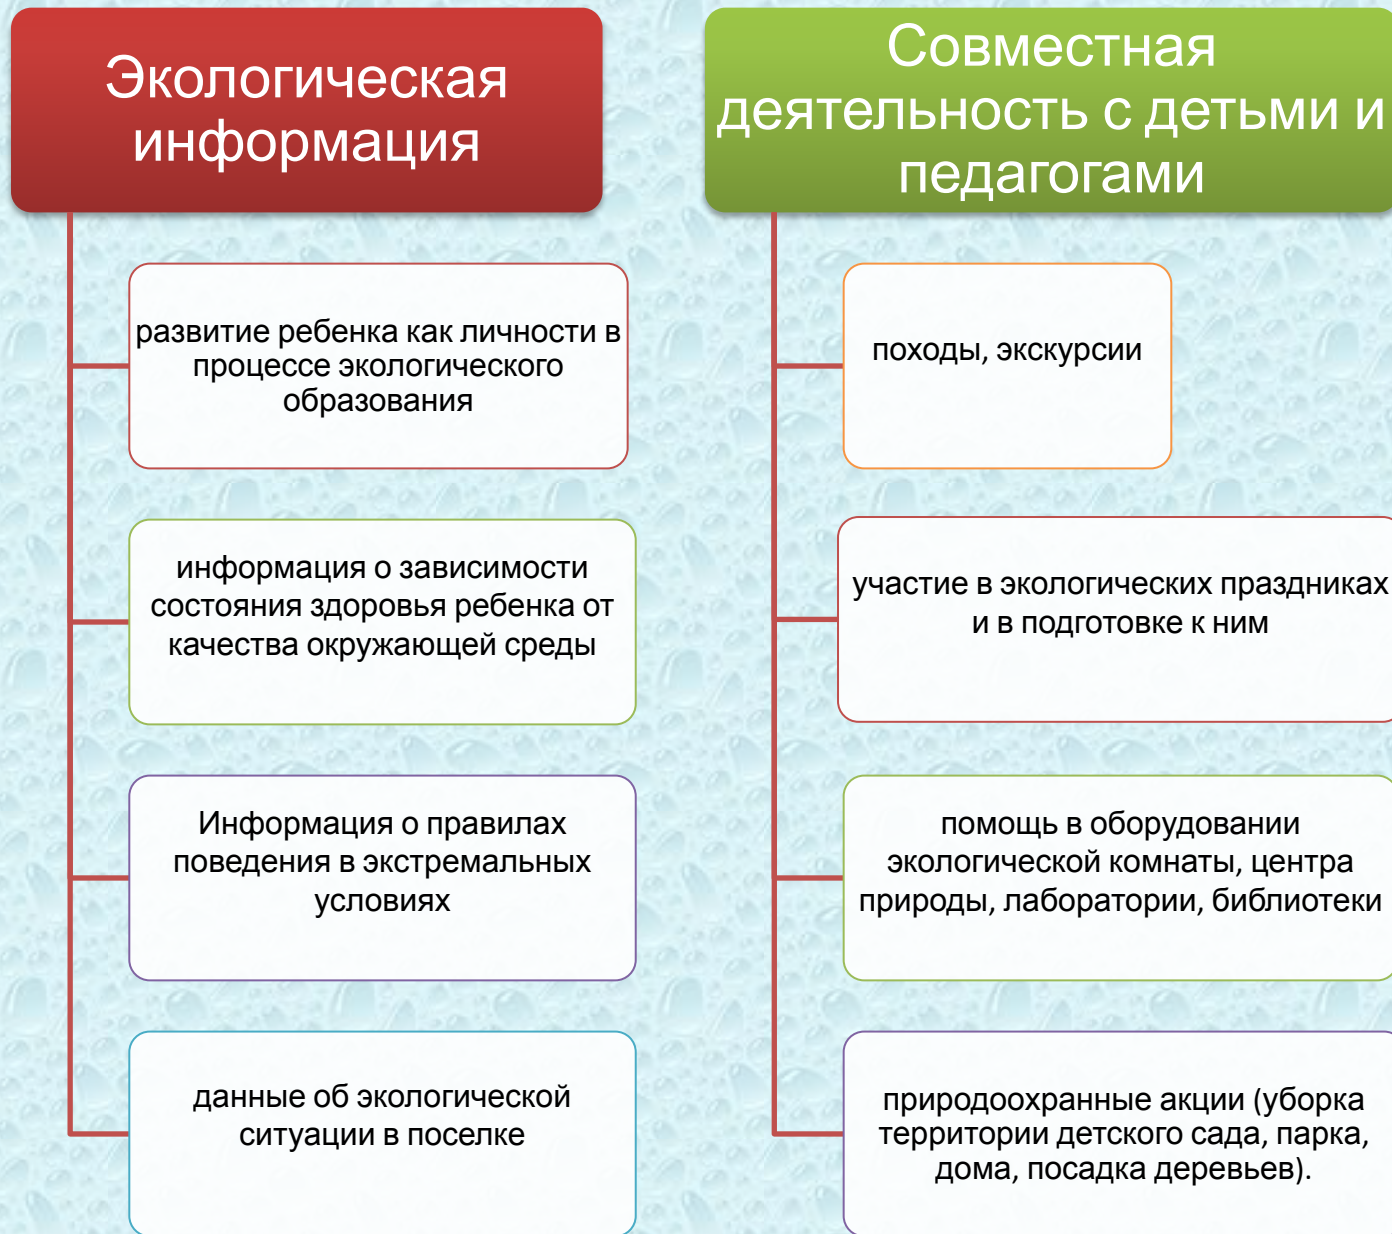 Экологическая
информация
развитие ребенка как личности в
процессе экологического
образования
информация о зависимости
состояния здоровья ребенка от
качества окружающей среды
Информация о правилах
поведения в экстремальных
условиях
данные об экологической
ситуации в поселке
Совместная
деятельность с детьми и
педагогами
походы, экскурсии
участие в экологических праздниках
и в подготовке к ним
помощь в оборудовании
экологической комнаты, центра
природы, лаборатории, библиотеки
природоохранные акции (уборка
территории детского сада, парка,
дома, посадка деревьев).